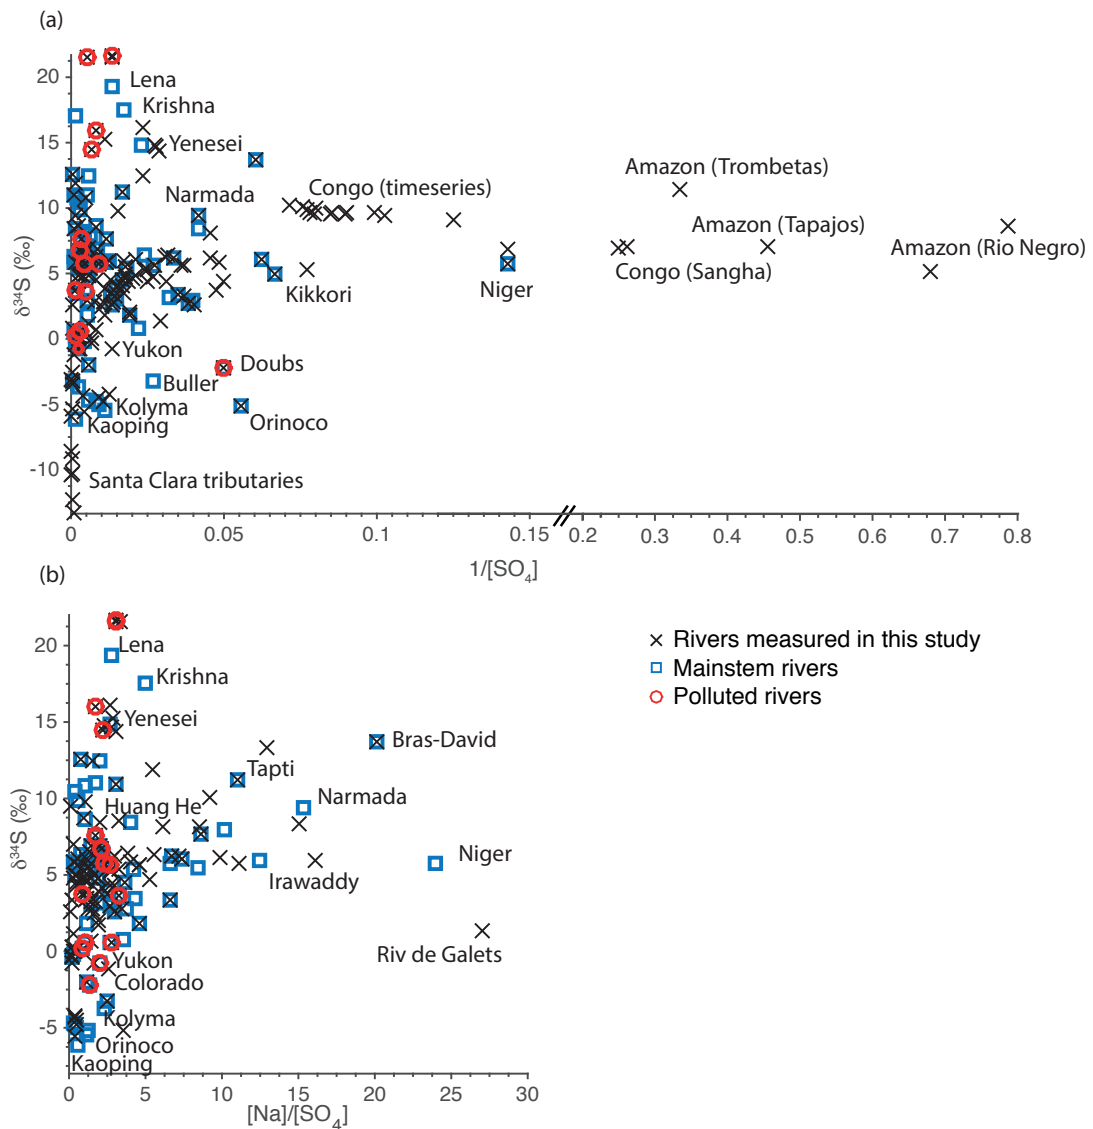 (a)
20
15
10
5
0
-5
-10
δ³⁴S (‰)
Lena
Krishna
Yenesei
Narmada
Congo (timeseries)
Amazon (Trombetas)
Amazon (Tapajos)
Amazon (Rio Negro)
Congo (Sangha)
Kikkori
Niger
Yukon
Doubs
Buller
Kolyma
Orinoco
Kaoping
Santa Clara tributaries
0 0.05 0.1 0.15 0.2 0.3 0.4 0.5 0.6 0.7 0.8
1/[SO₄]
(b)
20
15
10
5
0
-5
δ³⁴S (‰)
Lena
Krishna
Yenesei
Bras-David
Tapti
Narmada
Huang He
Niger
Irawaddy
Riv de Galets
Yukon
Colorado
Kolyma
Orinoco
Kaoping
0 5 10 15 20 25 30
[Na]/[SO₄]
Rivers measured in this study
Mainstem rivers
Polluted rivers